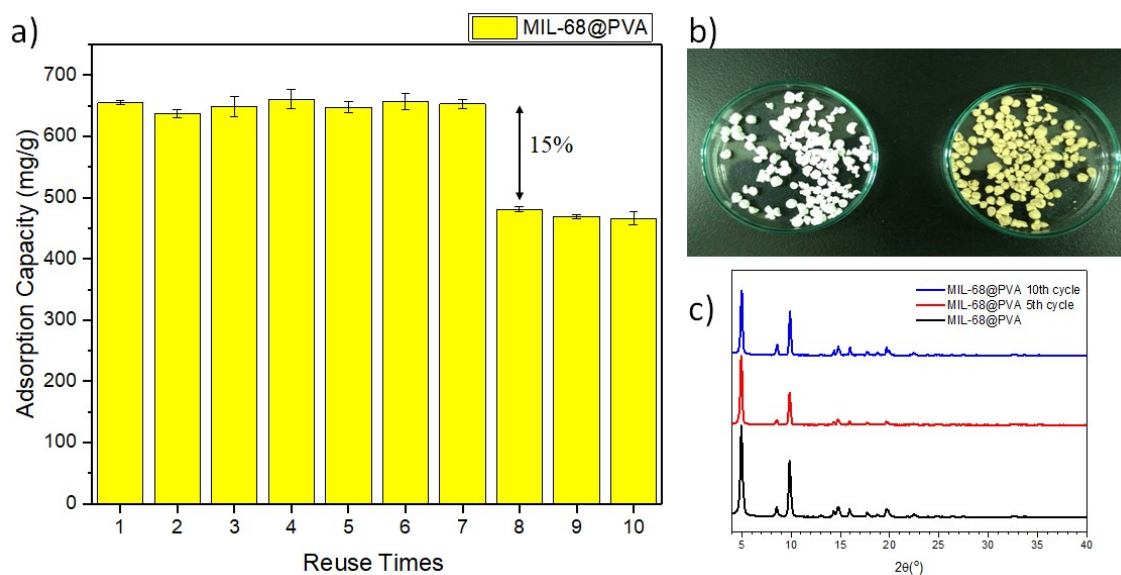 a)
MIL-68@PVA
Adsorption Capacity (mg/g)
700
600
500
400
300
200
100
0
15%
1 2 3 4 5 6 7 8 9 10
Reuse Times
b)
c)
MIL-68@PVA 10th cycle
MIL-68@PVA 5th cycle
MIL-68@PVA
5 10 15 20 25 30 35 40
2θ(°)